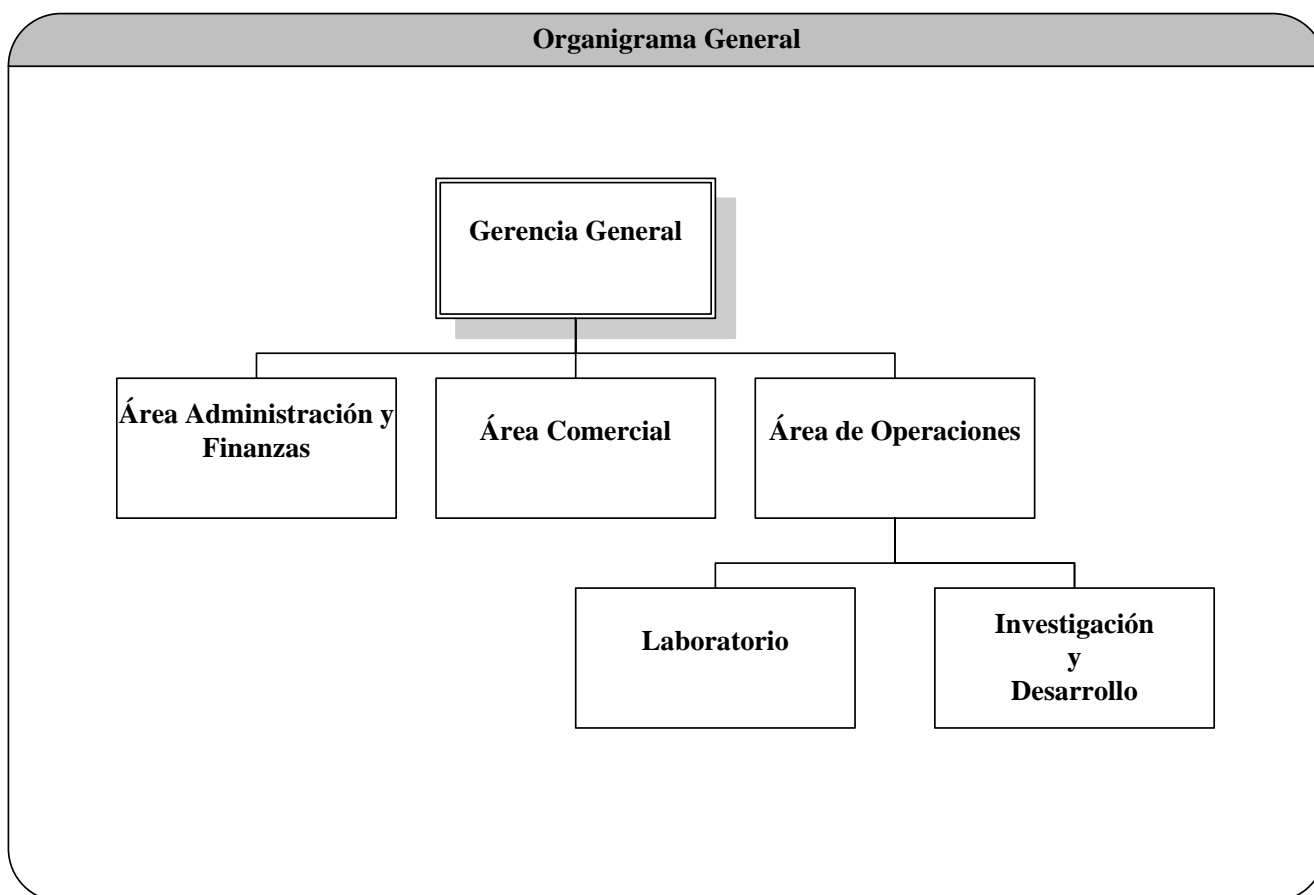 Organigrama General
Gerencia General
Área Administración y
Finanzas
Área Comercial
Área de Operaciones
Laboratorio
Investigación
y
Desarrollo